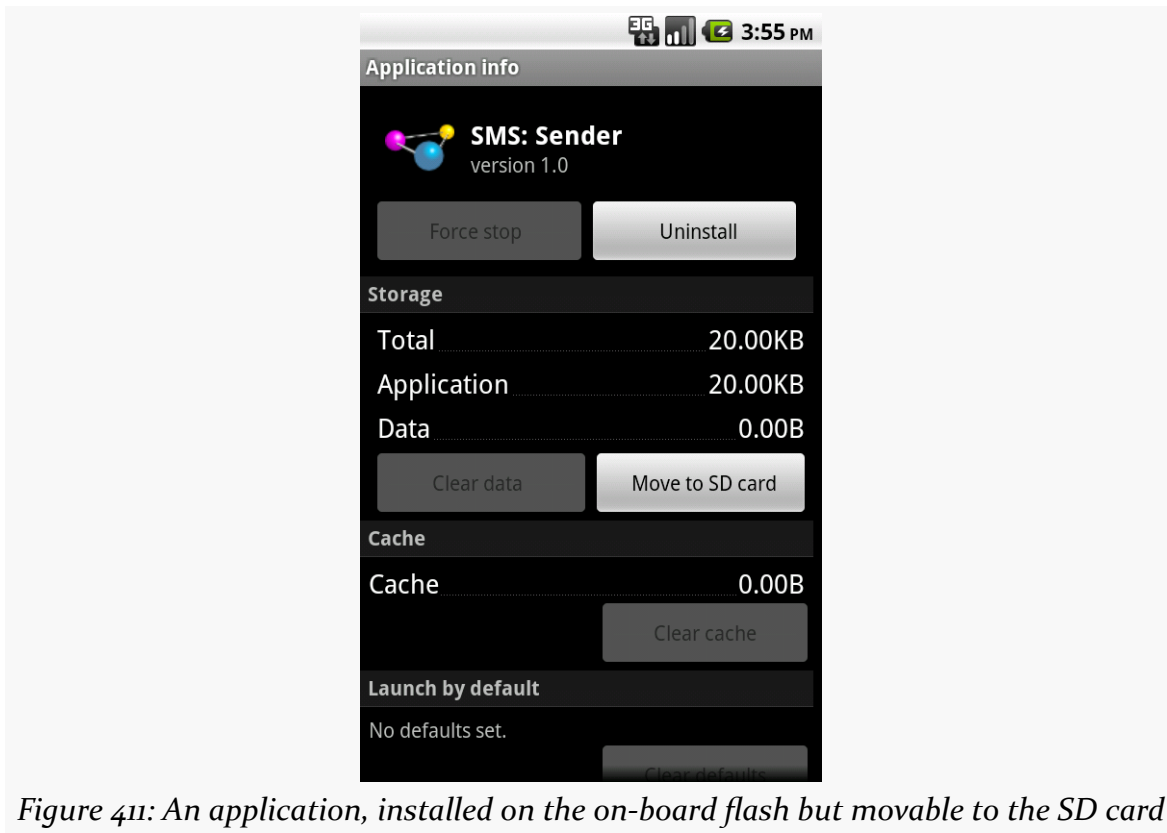 3G 3:55 PM
Application info
SMS: Sender
version 1.0
Force stop Uninstall
Storage
Total 20.00KB
Application 20.00KB
Data 0.00B
Clear data Move to SD card
Cache
Cache 0.00B
Clear cache
Launch by default
No defaults set.
Clear defaults
Figure 411: An application, installed on the on-board flash but movable to the SD card